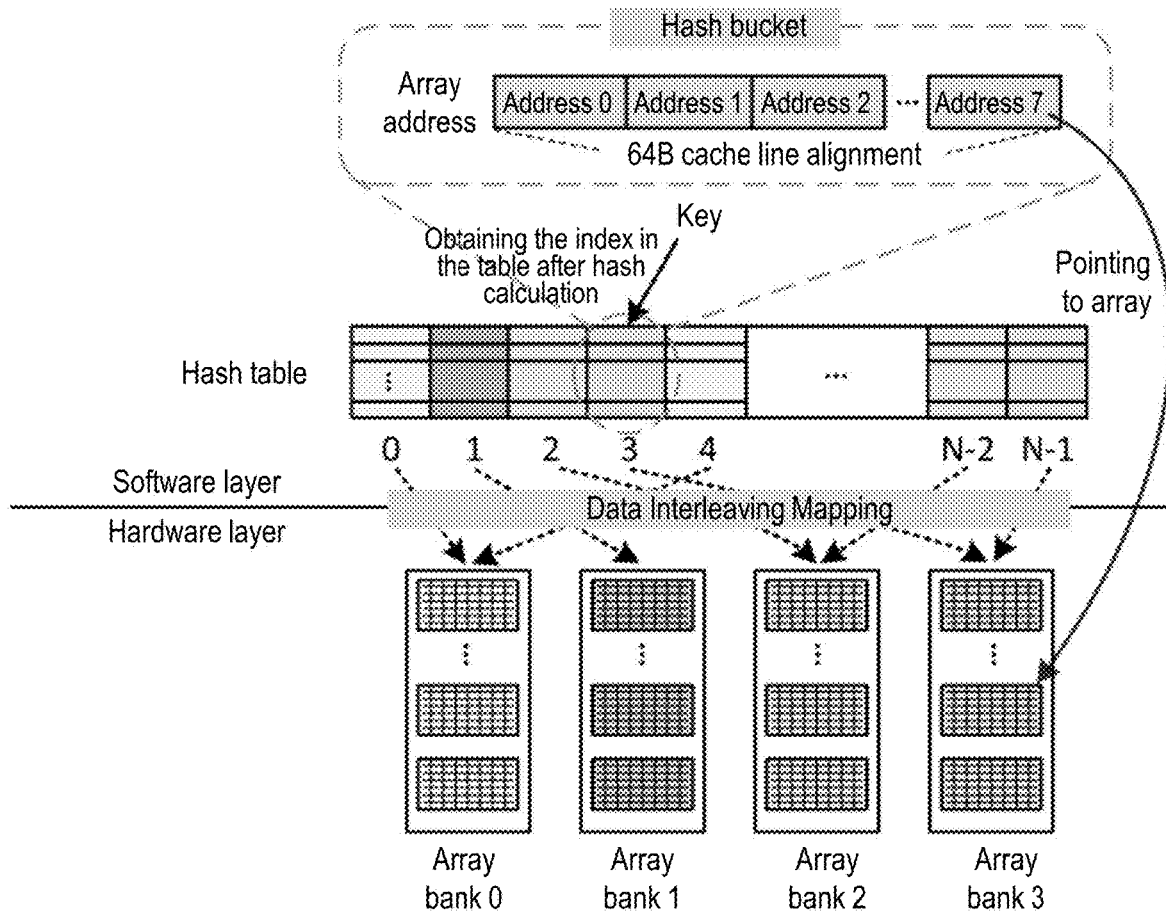 Hash bucket
Array
address
Address 0 Address 1 Address 2 ... Address 7
64B cache line alignment
Key
Obtaining the index in
the table after hash
calculation
Pointing
to array
Hash table
⋮ ...
0 1 2 3 4 N-2 N-1
Software layer
Data Interleaving Mapping
Hardware layer
⋮ ⋮ ⋮ ⋮
Array
bank 0
Array
bank 1
Array
bank 2
Array
bank 3